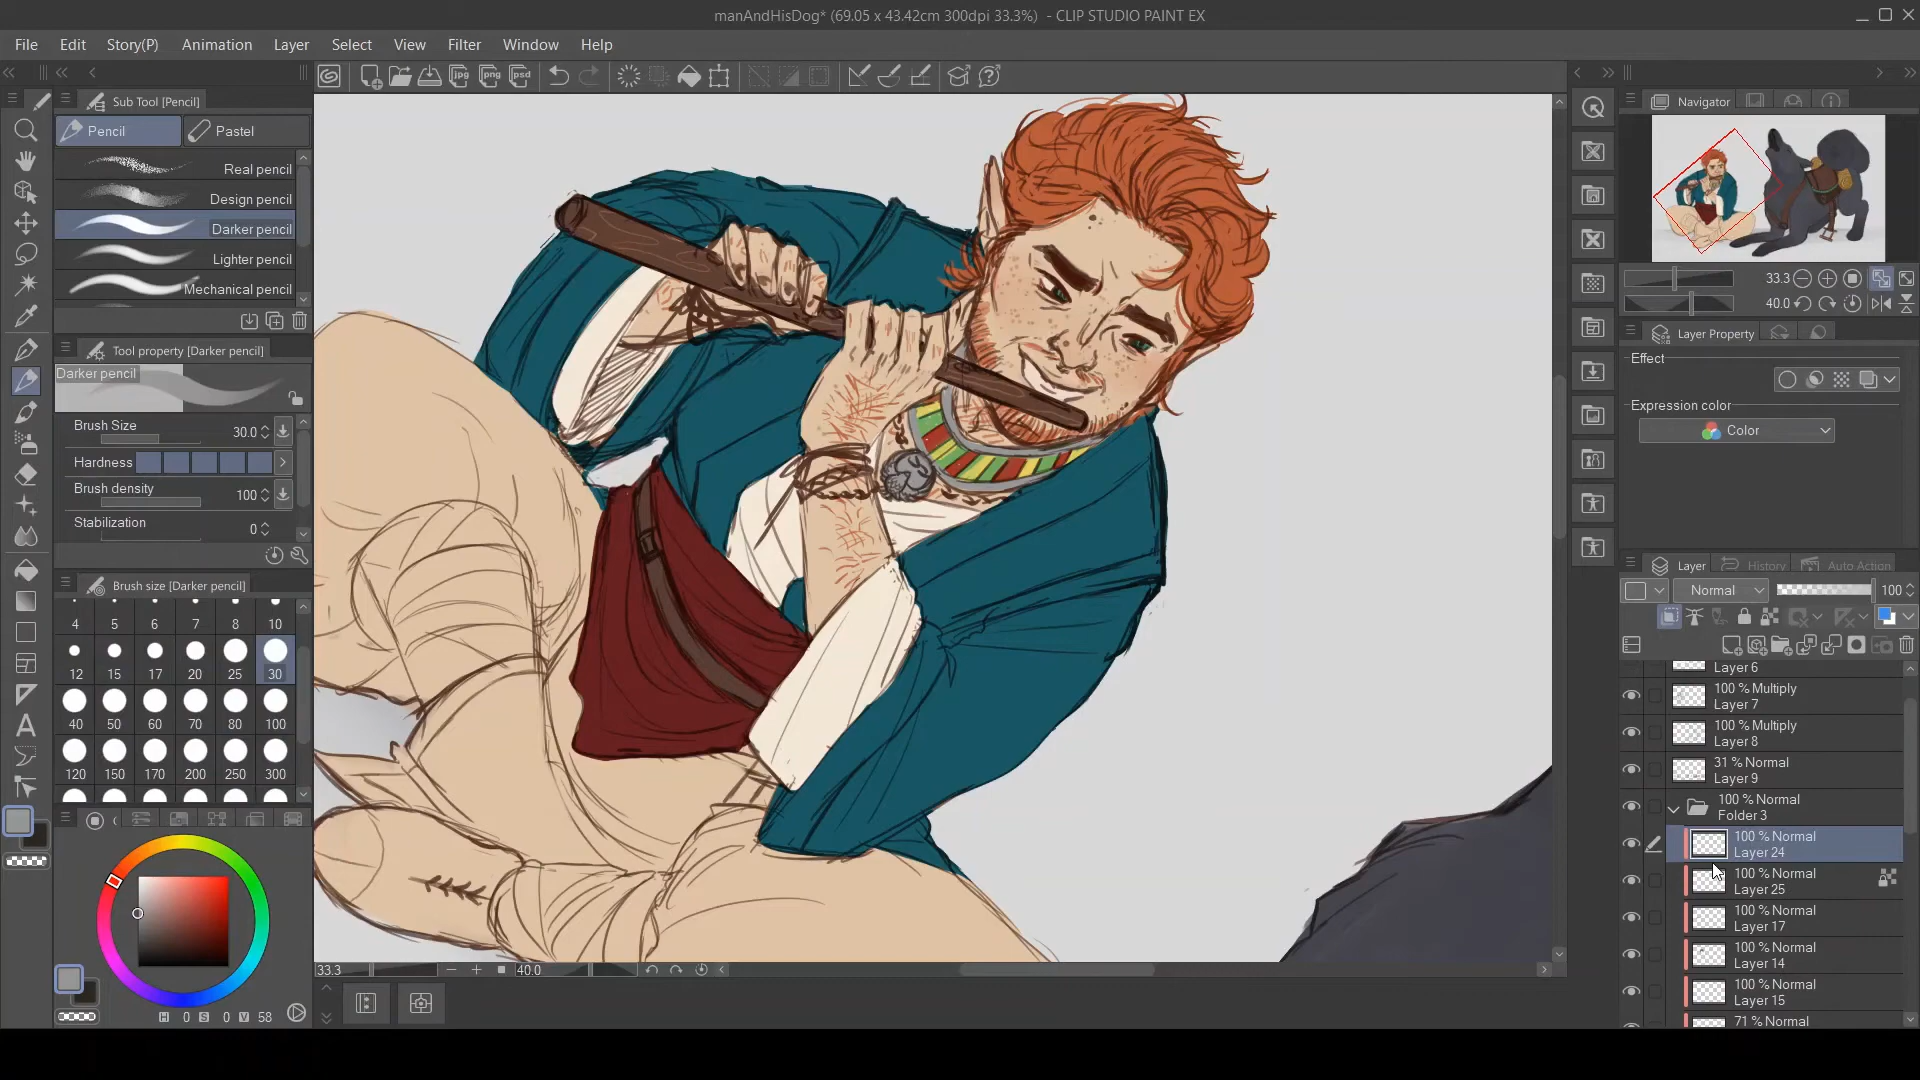 manAndHisDog* (69.05 x 43.42cm 300dpi 33.3%) - CLIP STUDIO PAINT EX
File Edit Story(P) Animation Layer Select View Filter Window Help
jpg png psd
Sub Tool [Pencil]
Pencil Pastel
Real pencil
Design pencil
Darker pencil
Lighter pencil
Mechanical pencil
Tool property [Darker pencil]
Darker pencil
Brush Size 30.0
Hardness
Brush density 100
Stabilization 0
Brush size [Darker pencil]
4 5 6 7 8 10
12 15 17 20 25 30
40 50 60 70 80 100
120 150 170 200 250 300
H 0 S 0 V 58
33.3 40.0
Navigator
33.3
40.0
Layer Property
Effect
Expression color
Color
Layer History Auto Action
Normal 100
Layer 6
100 % Multiply
Layer 7
100 % Multiply
Layer 8
31 % Normal
Layer 9
100 % Normal
Folder 3
100 % Normal
Layer 24
100 % Normal
Layer 25
100 % Normal
Layer 17
100 % Normal
Layer 14
100 % Normal
Layer 15
71 % Normal